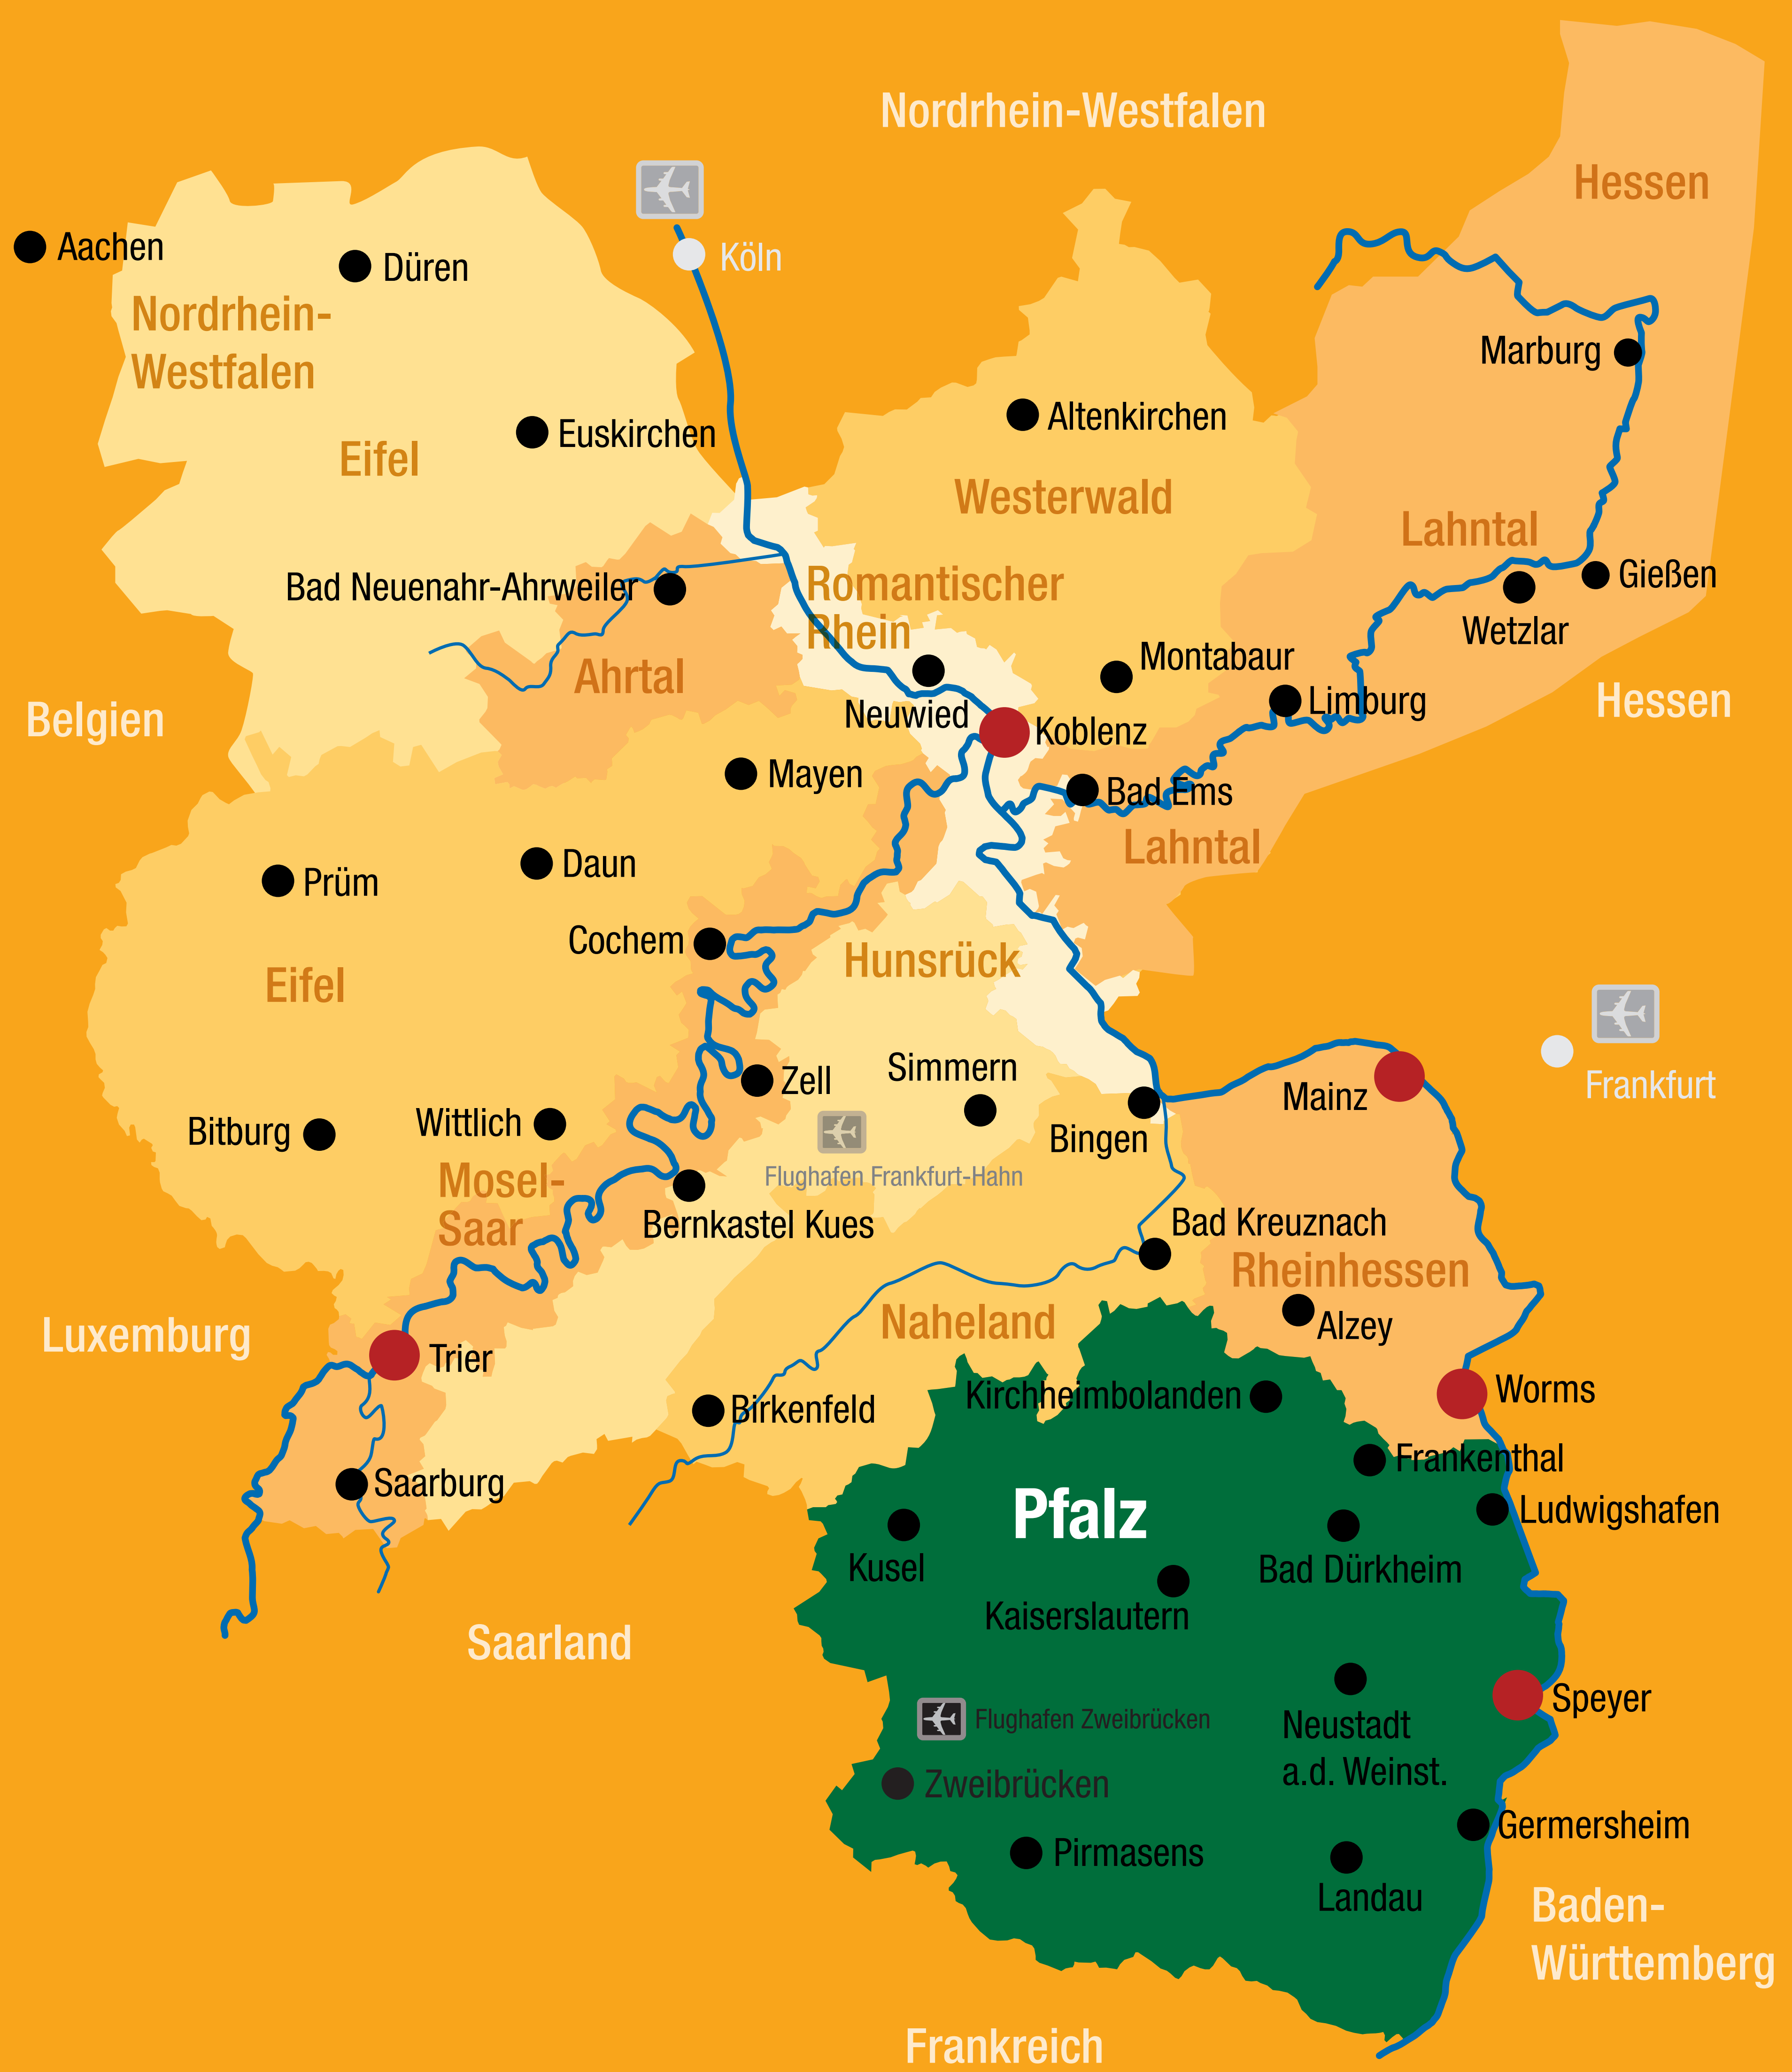 Nordrhein-Westfalen
Hessen
Aachen
Düren
Köln
Nordrhein-
Westfalen
Marburg
Altenkirchen
Euskirchen
Eifel
Westerwald
Lahntal
Gießen
Bad Neuenahr-Ahrweiler
Romantischer
Rhein
Wetzlar
Montabaur
Ahrtal
Limburg
Hessen
Neuwied
Belgien
Koblenz
Mayen
Bad Ems
Lahntal
Daun
Prüm
Cochem
Hunsrück
Eifel
Simmern
Zell
Frankfurt
Mainz
Wittlich
Bitburg
Bingen
Flughafen Frankfurt-Hahn
Mosel-
Saar
Bernkastel Kues
Bad Kreuznach
Rheinhessen
Naheland
Alzey
Luxemburg
Trier
Worms
Kirchheimbolanden
Birkenfeld
Frankenthal
Saarburg
Pfalz
Ludwigshafen
Kusel
Bad Dürkheim
Kaiserslautern
Saarland
Speyer
Flughafen Zweibrücken
Neustadt
a.d. Weinst.
Zweibrücken
Germersheim
Pirmasens
Landau
Baden-
Württemberg
Frankreich